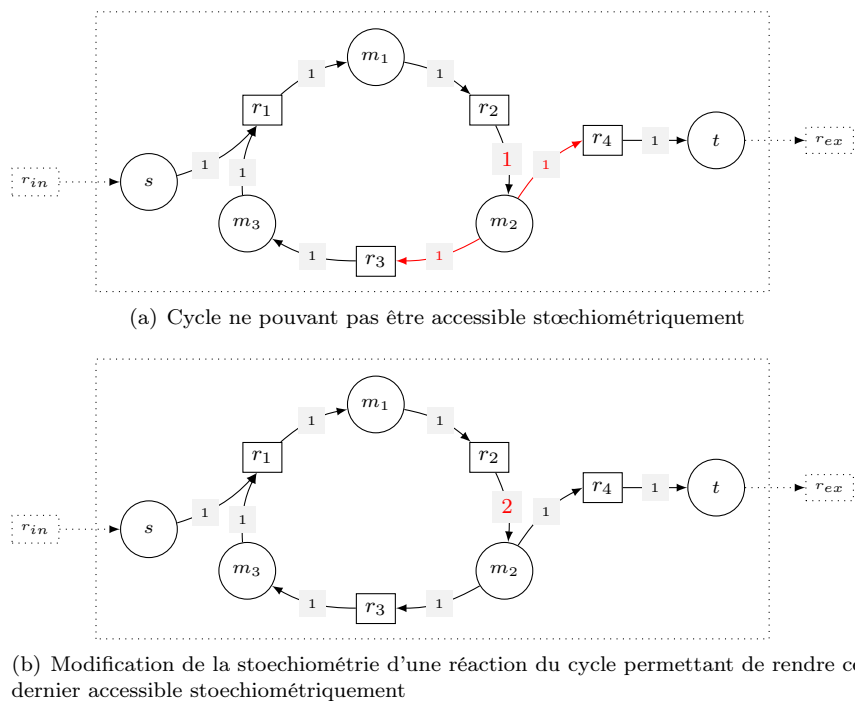 m1
1 1
r1 r2
r4 1 t rex
1 1 1 1
rin s
m3 m2
1 r3 1
(a) Cycle ne pouvant pas être accessible stœchiométriquement
m1
1 1
r1 r2
r4 1 t rex
1 1 2 1
rin s
m3 m2
1 r3 1
(b) Modification de la stoechiométrie d'une réaction du cycle permettant de rendre ce
dernier accessible stoechiométriquement